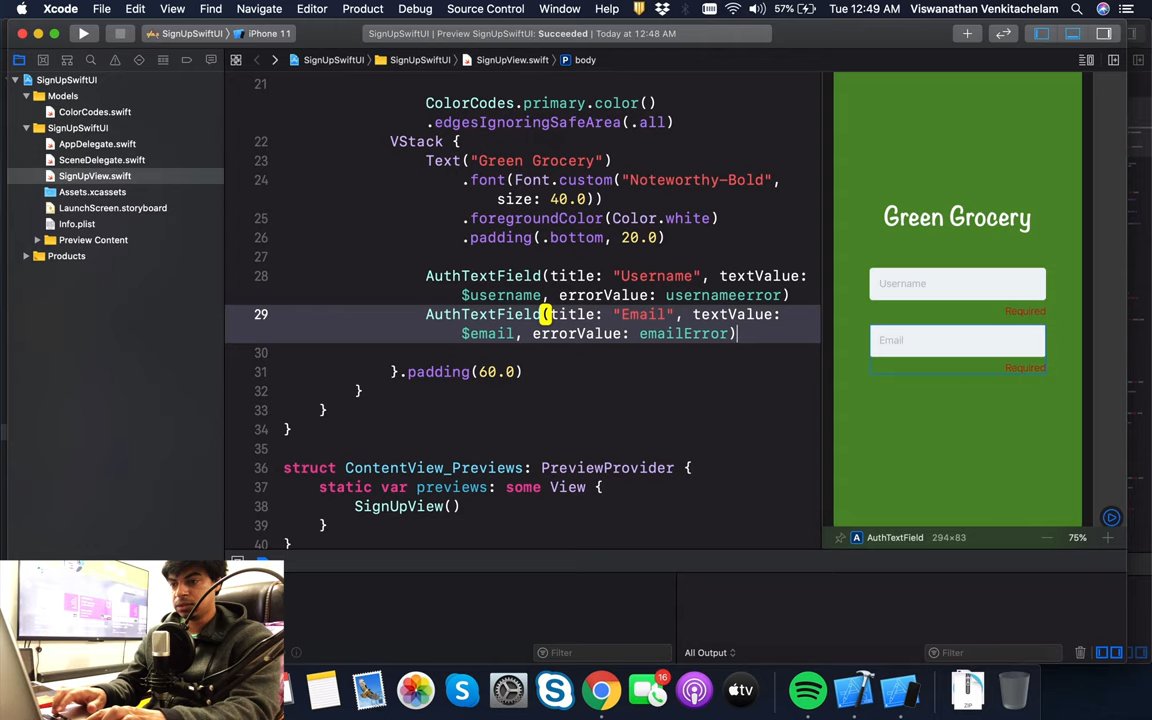 Xcode File Edit View Find Navigate Editor Product Debug Source Control Window Help 57% Tue 12:49 AM Viswanathan Venkitachelam
SignUpSwiftUI iPhone 11 SignUpSwiftUI | Preview SignUpSwiftUI: Succeeded | Today at 12:48 AM
SignUpSwiftUI SignUpSwiftUI SignUpView.swift body
SignUpSwiftUI
Models
ColorCodes.swift
SignUpSwiftUI
AppDelegate.swift
SceneDelegate.swift
SignUpView.swift
Assets.xcassets
LaunchScreen.storyboard
Info.plist
Preview Content
Products
21
ColorCodes.primary.color()
.edgesIgnoringSafeArea(.all)
22 VStack {
23 Text("Green Grocery")
24 .font(Font.custom("Noteworthy-Bold",
size: 40.0))
25 .foregroundColor(Color.white)
26 .padding(.bottom, 20.0)
27
28 AuthTextField(title: "Username", textValue:
$username, errorValue: usernameerror)
29 AuthTextField(title: "Email", textValue:
$email, errorValue: emailError)
30
31 }.padding(60.0)
32 }
33 }
34 }
35
36 struct ContentView_Previews: PreviewProvider {
37 static var previews: some View {
38 SignUpView()
39 }
40 }
Green Grocery
Username
Required
Email
Required
AuthTextField 294×83 75%
Filter All Output Filter
16
ZIP